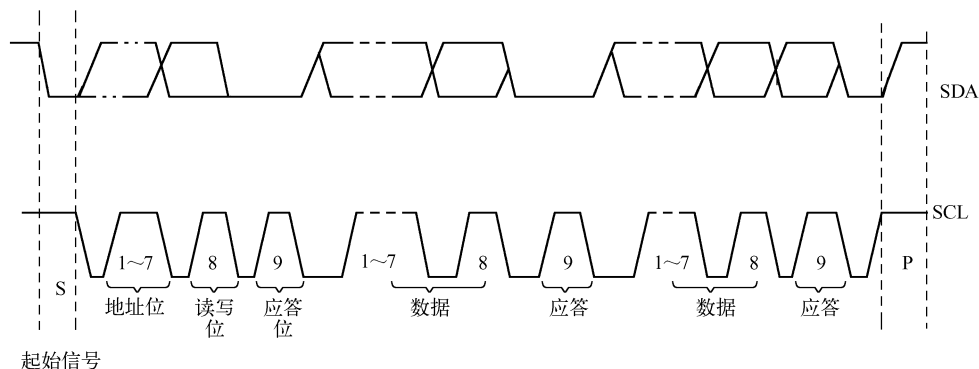 SDA
SCL
1～7 8 9 1～7 8 9 1～7 8 9
S P
地址位 读写位 应答位 数据 应答 数据 应答
起始信号